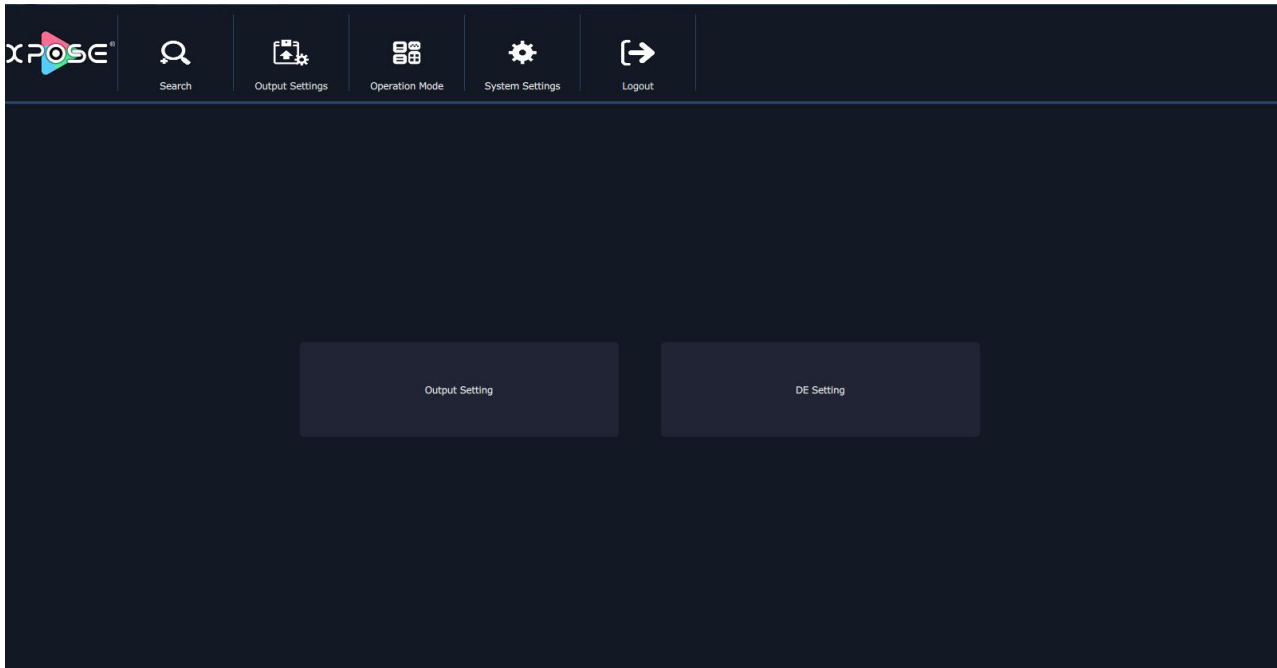 XPOSE®
Search
Output Settings
Operation Mode
System Settings
Logout
Output Setting
DE Setting